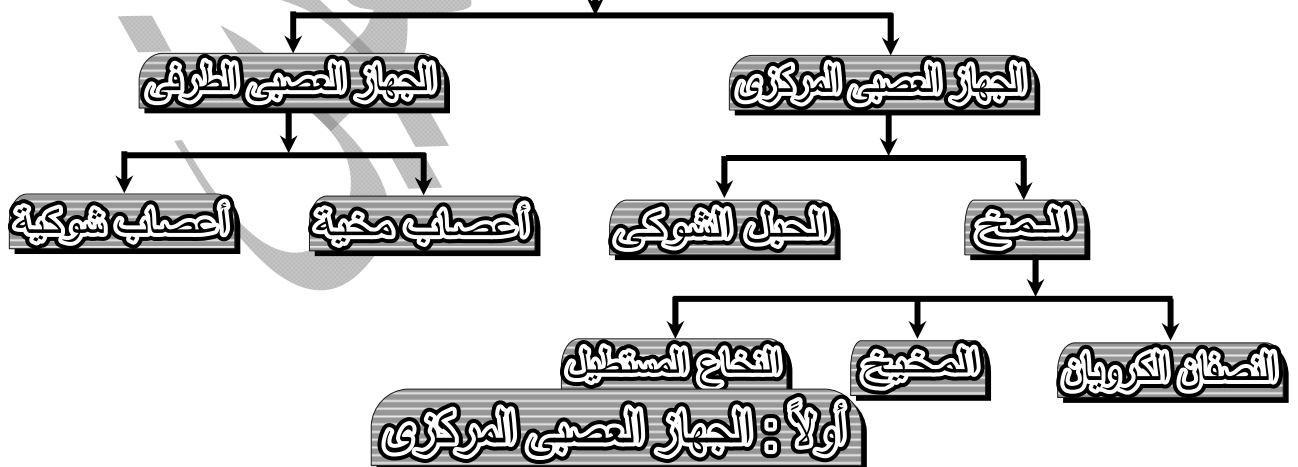 الجهاز العصبى المركزى
الجهاز العصبى الطرفى
المخ
الحبل الشوكى
أعصاب مخية
أعصاب شوكية
النصفان الكرويان
المخيخ
النخاع المستطيل
أولاً : الجهاز العصبى المركزى